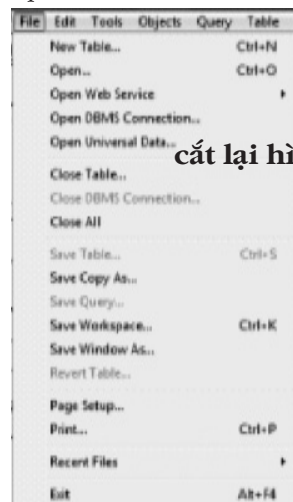 File Edit Tools Objects Query Table
New Table... Ctrl+N
Open... Ctrl+O
Open Web Service
Open DBMS Connection...
Open Universal Data...
cắt lại hì
Close Table...
Close DBMS Connection...
Close All
Save Table... Ctrl+S
Save Copy As...
Save Query...
Save Workspace... Ctrl+K
Save Window As...
Revert Table...
Page Setup...
Print... Ctrl+P
Recent Files
Exit Alt+F4